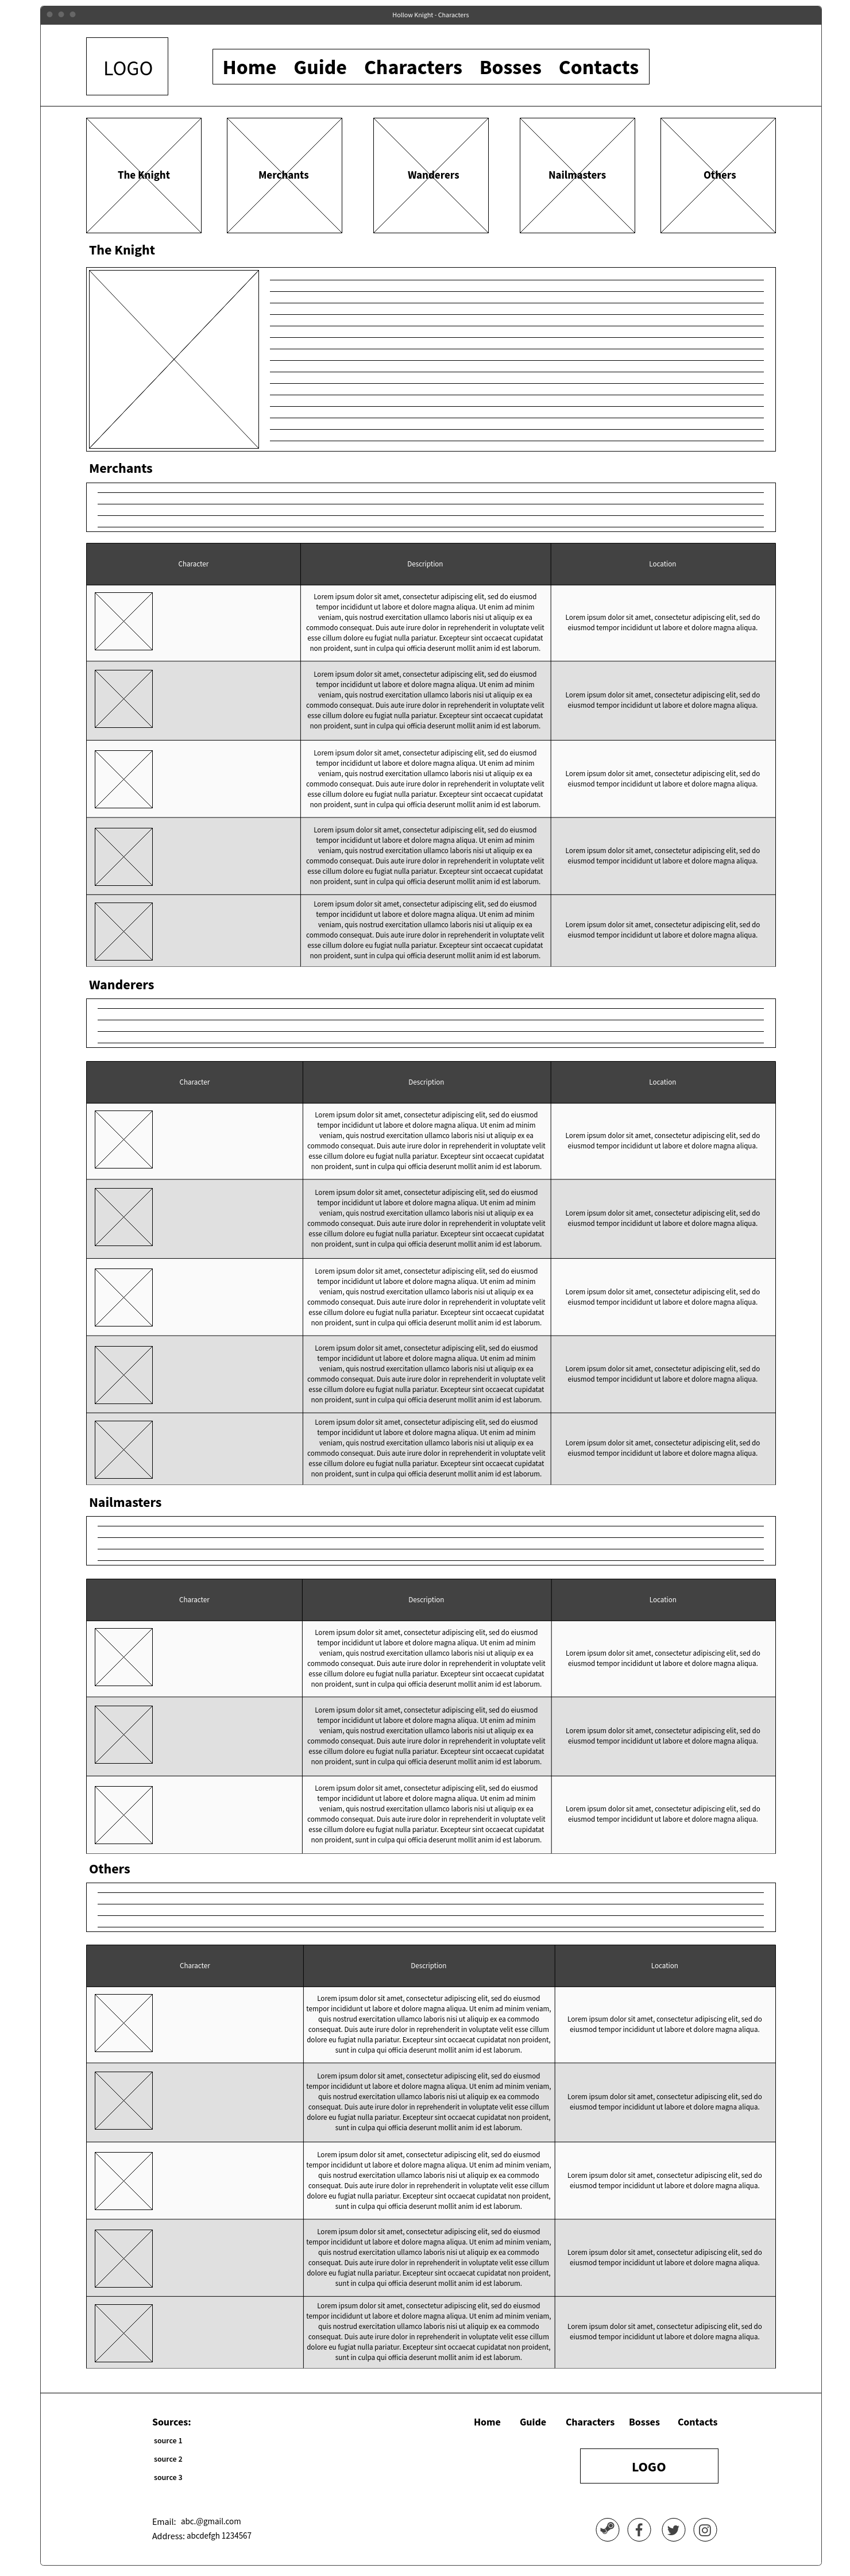 Hollow Knight - Characters
LOGO
Home Guide Characters Bosses Contacts
The Knight
Merchants
Wanderers
Nailmasters
Others
The Knight
Merchants
Character
Description
Location
Lorem ipsum dolor sit amet, consectetur adipiscing elit, sed do eiusmod
tempor incididunt ut labore et dolore magna aliqua. Ut enim ad minim
veniam, quis nostrud exercitation ullamco laboris nisi ut aliquip ex ea
commodo consequat. Duis aute irure dolor in reprehenderit in voluptate velit
esse cillum dolore eu fugiat nulla pariatur. Excepteur sint occaecat cupidatat
non proident, sunt in culpa qui officia deserunt mollit anim id est laborum.
Lorem ipsum dolor sit amet, consectetur adipiscing elit, sed do
eiusmod tempor incididunt ut labore et dolore magna aliqua.
Lorem ipsum dolor sit amet, consectetur adipiscing elit, sed do eiusmod
tempor incididunt ut labore et dolore magna aliqua. Ut enim ad minim
veniam, quis nostrud exercitation ullamco laboris nisi ut aliquip ex ea
commodo consequat. Duis aute irure dolor in reprehenderit in voluptate velit
esse cillum dolore eu fugiat nulla pariatur. Excepteur sint occaecat cupidatat
non proident, sunt in culpa qui officia deserunt mollit anim id est laborum.
Lorem ipsum dolor sit amet, consectetur adipiscing elit, sed do
eiusmod tempor incididunt ut labore et dolore magna aliqua.
Lorem ipsum dolor sit amet, consectetur adipiscing elit, sed do eiusmod
tempor incididunt ut labore et dolore magna aliqua. Ut enim ad minim
veniam, quis nostrud exercitation ullamco laboris nisi ut aliquip ex ea
commodo consequat. Duis aute irure dolor in reprehenderit in voluptate velit
esse cillum dolore eu fugiat nulla pariatur. Excepteur sint occaecat cupidatat
non proident, sunt in culpa qui officia deserunt mollit anim id est laborum.
Lorem ipsum dolor sit amet, consectetur adipiscing elit, sed do
eiusmod tempor incididunt ut labore et dolore magna aliqua.
Lorem ipsum dolor sit amet, consectetur adipiscing elit, sed do eiusmod
tempor incididunt ut labore et dolore magna aliqua. Ut enim ad minim
veniam, quis nostrud exercitation ullamco laboris nisi ut aliquip ex ea
commodo consequat. Duis aute irure dolor in reprehenderit in voluptate velit
esse cillum dolore eu fugiat nulla pariatur. Excepteur sint occaecat cupidatat
non proident, sunt in culpa qui officia deserunt mollit anim id est laborum.
Lorem ipsum dolor sit amet, consectetur adipiscing elit, sed do
eiusmod tempor incididunt ut labore et dolore magna aliqua.
Lorem ipsum dolor sit amet, consectetur adipiscing elit, sed do eiusmod
tempor incididunt ut labore et dolore magna aliqua. Ut enim ad minim
veniam, quis nostrud exercitation ullamco laboris nisi ut aliquip ex ea
commodo consequat. Duis aute irure dolor in reprehenderit in voluptate velit
esse cillum dolore eu fugiat nulla pariatur. Excepteur sint occaecat cupidatat
non proident, sunt in culpa qui officia deserunt mollit anim id est laborum.
Lorem ipsum dolor sit amet, consectetur adipiscing elit, sed do
eiusmod tempor incididunt ut labore et dolore magna aliqua.
Wanderers
Character
Description
Location
Lorem ipsum dolor sit amet, consectetur adipiscing elit, sed do eiusmod
tempor incididunt ut labore et dolore magna aliqua. Ut enim ad minim
veniam, quis nostrud exercitation ullamco laboris nisi ut aliquip ex ea
commodo consequat. Duis aute irure dolor in reprehenderit in voluptate velit
esse cillum dolore eu fugiat nulla pariatur. Excepteur sint occaecat cupidatat
non proident, sunt in culpa qui officia deserunt mollit anim id est laborum.
Lorem ipsum dolor sit amet, consectetur adipiscing elit, sed do
eiusmod tempor incididunt ut labore et dolore magna aliqua.
Lorem ipsum dolor sit amet, consectetur adipiscing elit, sed do eiusmod
tempor incididunt ut labore et dolore magna aliqua. Ut enim ad minim
veniam, quis nostrud exercitation ullamco laboris nisi ut aliquip ex ea
commodo consequat. Duis aute irure dolor in reprehenderit in voluptate velit
esse cillum dolore eu fugiat nulla pariatur. Excepteur sint occaecat cupidatat
non proident, sunt in culpa qui officia deserunt mollit anim id est laborum.
Lorem ipsum dolor sit amet, consectetur adipiscing elit, sed do
eiusmod tempor incididunt ut labore et dolore magna aliqua.
Lorem ipsum dolor sit amet, consectetur adipiscing elit, sed do eiusmod
tempor incididunt ut labore et dolore magna aliqua. Ut enim ad minim
veniam, quis nostrud exercitation ullamco laboris nisi ut aliquip ex ea
commodo consequat. Duis aute irure dolor in reprehenderit in voluptate velit
esse cillum dolore eu fugiat nulla pariatur. Excepteur sint occaecat cupidatat
non proident, sunt in culpa qui officia deserunt mollit anim id est laborum.
Lorem ipsum dolor sit amet, consectetur adipiscing elit, sed do
eiusmod tempor incididunt ut labore et dolore magna aliqua.
Lorem ipsum dolor sit amet, consectetur adipiscing elit, sed do eiusmod
tempor incididunt ut labore et dolore magna aliqua. Ut enim ad minim
veniam, quis nostrud exercitation ullamco laboris nisi ut aliquip ex ea
commodo consequat. Duis aute irure dolor in reprehenderit in voluptate velit
esse cillum dolore eu fugiat nulla pariatur. Excepteur sint occaecat cupidatat
non proident, sunt in culpa qui officia deserunt mollit anim id est laborum.
Lorem ipsum dolor sit amet, consectetur adipiscing elit, sed do
eiusmod tempor incididunt ut labore et dolore magna aliqua.
Lorem ipsum dolor sit amet, consectetur adipiscing elit, sed do eiusmod
tempor incididunt ut labore et dolore magna aliqua. Ut enim ad minim
veniam, quis nostrud exercitation ullamco laboris nisi ut aliquip ex ea
commodo consequat. Duis aute irure dolor in reprehenderit in voluptate velit
esse cillum dolore eu fugiat nulla pariatur. Excepteur sint occaecat cupidatat
non proident, sunt in culpa qui officia deserunt mollit anim id est laborum.
Lorem ipsum dolor sit amet, consectetur adipiscing elit, sed do
eiusmod tempor incididunt ut labore et dolore magna aliqua.
Nailmasters
Character
Description
Location
Lorem ipsum dolor sit amet, consectetur adipiscing elit, sed do eiusmod
tempor incididunt ut labore et dolore magna aliqua. Ut enim ad minim
veniam, quis nostrud exercitation ullamco laboris nisi ut aliquip ex ea
commodo consequat. Duis aute irure dolor in reprehenderit in voluptate velit
esse cillum dolore eu fugiat nulla pariatur. Excepteur sint occaecat cupidatat
non proident, sunt in culpa qui officia deserunt mollit anim id est laborum.
Lorem ipsum dolor sit amet, consectetur adipiscing elit, sed do
eiusmod tempor incididunt ut labore et dolore magna aliqua.
Lorem ipsum dolor sit amet, consectetur adipiscing elit, sed do eiusmod
tempor incididunt ut labore et dolore magna aliqua. Ut enim ad minim
veniam, quis nostrud exercitation ullamco laboris nisi ut aliquip ex ea
commodo consequat. Duis aute irure dolor in reprehenderit in voluptate velit
esse cillum dolore eu fugiat nulla pariatur. Excepteur sint occaecat cupidatat
non proident, sunt in culpa qui officia deserunt mollit anim id est laborum.
Lorem ipsum dolor sit amet, consectetur adipiscing elit, sed do
eiusmod tempor incididunt ut labore et dolore magna aliqua.
Lorem ipsum dolor sit amet, consectetur adipiscing elit, sed do eiusmod
tempor incididunt ut labore et dolore magna aliqua. Ut enim ad minim
veniam, quis nostrud exercitation ullamco laboris nisi ut aliquip ex ea
commodo consequat. Duis aute irure dolor in reprehenderit in voluptate velit
esse cillum dolore eu fugiat nulla pariatur. Excepteur sint occaecat cupidatat
non proident, sunt in culpa qui officia deserunt mollit anim id est laborum.
Lorem ipsum dolor sit amet, consectetur adipiscing elit, sed do
eiusmod tempor incididunt ut labore et dolore magna aliqua.
Others
Character
Description
Location
Lorem ipsum dolor sit amet, consectetur adipiscing elit, sed do eiusmod
tempor incididunt ut labore et dolore magna aliqua. Ut enim ad minim veniam,
quis nostrud exercitation ullamco laboris nisi ut aliquip ex ea commodo
consequat. Duis aute irure dolor in reprehenderit in voluptate velit esse cillum
dolore eu fugiat nulla pariatur. Excepteur sint occaecat cupidatat non proident,
sunt in culpa qui officia deserunt mollit anim id est laborum.
Lorem ipsum dolor sit amet, consectetur adipiscing elit, sed do
eiusmod tempor incididunt ut labore et dolore magna aliqua.
Lorem ipsum dolor sit amet, consectetur adipiscing elit, sed do eiusmod
tempor incididunt ut labore et dolore magna aliqua. Ut enim ad minim veniam,
quis nostrud exercitation ullamco laboris nisi ut aliquip ex ea commodo
consequat. Duis aute irure dolor in reprehenderit in voluptate velit esse cillum
dolore eu fugiat nulla pariatur. Excepteur sint occaecat cupidatat non proident,
sunt in culpa qui officia deserunt mollit anim id est laborum.
Lorem ipsum dolor sit amet, consectetur adipiscing elit, sed do
eiusmod tempor incididunt ut labore et dolore magna aliqua.
Lorem ipsum dolor sit amet, consectetur adipiscing elit, sed do eiusmod
tempor incididunt ut labore et dolore magna aliqua. Ut enim ad minim veniam,
quis nostrud exercitation ullamco laboris nisi ut aliquip ex ea commodo
consequat. Duis aute irure dolor in reprehenderit in voluptate velit esse cillum
dolore eu fugiat nulla pariatur. Excepteur sint occaecat cupidatat non proident,
sunt in culpa qui officia deserunt mollit anim id est laborum.
Lorem ipsum dolor sit amet, consectetur adipiscing elit, sed do
eiusmod tempor incididunt ut labore et dolore magna aliqua.
Lorem ipsum dolor sit amet, consectetur adipiscing elit, sed do eiusmod
tempor incididunt ut labore et dolore magna aliqua. Ut enim ad minim veniam,
quis nostrud exercitation ullamco laboris nisi ut aliquip ex ea commodo
consequat. Duis aute irure dolor in reprehenderit in voluptate velit esse cillum
dolore eu fugiat nulla pariatur. Excepteur sint occaecat cupidatat non proident,
sunt in culpa qui officia deserunt mollit anim id est laborum.
Lorem ipsum dolor sit amet, consectetur adipiscing elit, sed do
eiusmod tempor incididunt ut labore et dolore magna aliqua.
Lorem ipsum dolor sit amet, consectetur adipiscing elit, sed do eiusmod
tempor incididunt ut labore et dolore magna aliqua. Ut enim ad minim veniam,
quis nostrud exercitation ullamco laboris nisi ut aliquip ex ea commodo
consequat. Duis aute irure dolor in reprehenderit in voluptate velit esse cillum
dolore eu fugiat nulla pariatur. Excepteur sint occaecat cupidatat non proident,
sunt in culpa qui officia deserunt mollit anim id est laborum.
Lorem ipsum dolor sit amet, consectetur adipiscing elit, sed do
eiusmod tempor incididunt ut labore et dolore magna aliqua.
Sources:
source 1
source 2
source 3
Home Guide Characters Bosses Contacts
LOGO
Email: abc.@gmail.com
Address: abcdefgh 1234567